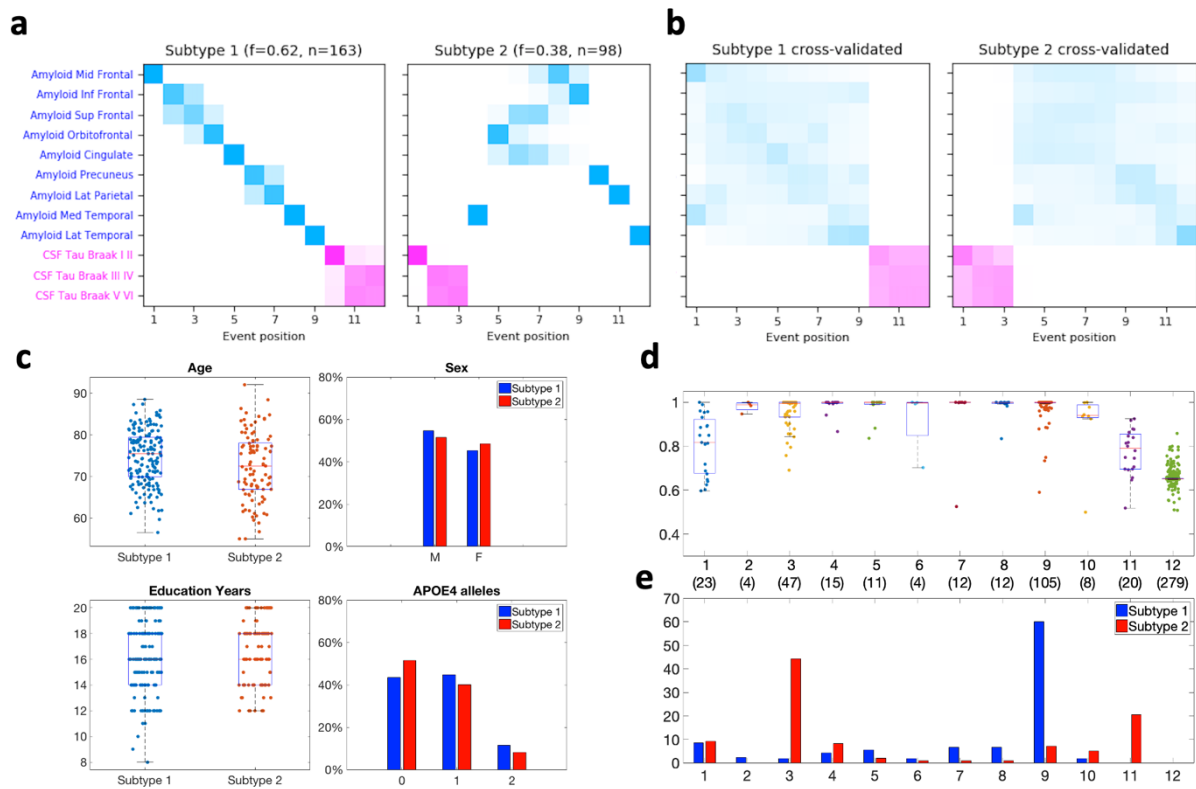 a
Subtype 1 (f=0.62, n=163)
Subtype 2 (f=0.38, n=98)
Amyloid Mid Frontal
Amyloid Inf Frontal
Amyloid Sup Frontal
Amyloid Orbitofrontal
Amyloid Cingulate
Amyloid Precuneus
Amyloid Lat Parietal
Amyloid Med Temporal
Amyloid Lat Temporal
CSF Tau Braak I II
CSF Tau Braak III IV
CSF Tau Braak V VI
1 3 5 7 9 11
Event position
1 3 5 7 9 11
Event position
b
Subtype 1 cross-validated
Subtype 2 cross-validated
1 3 5 7 9 11
Event position
1 3 5 7 9 11
Event position
c
Age
90
80
70
60
Subtype 1 Subtype 2
Sex
80%
60%
40%
20%
0%
Subtype 1
Subtype 2
M F
Education Years
20
18
16
14
12
10
8
Subtype 1 Subtype 2
APOE4 alleles
80%
60%
40%
20%
0%
Subtype 1
Subtype 2
0 1 2
d
1
0.8
0.6
0.4
1 2 3 4 5 6 7 8 9 10 11 12
(23) (4) (47) (15) (11) (4) (12) (12) (105) (8) (20) (279)
e
70
60
50
40
30
20
10
0
Subtype 1
Subtype 2
1 2 3 4 5 6 7 8 9 10 11 12